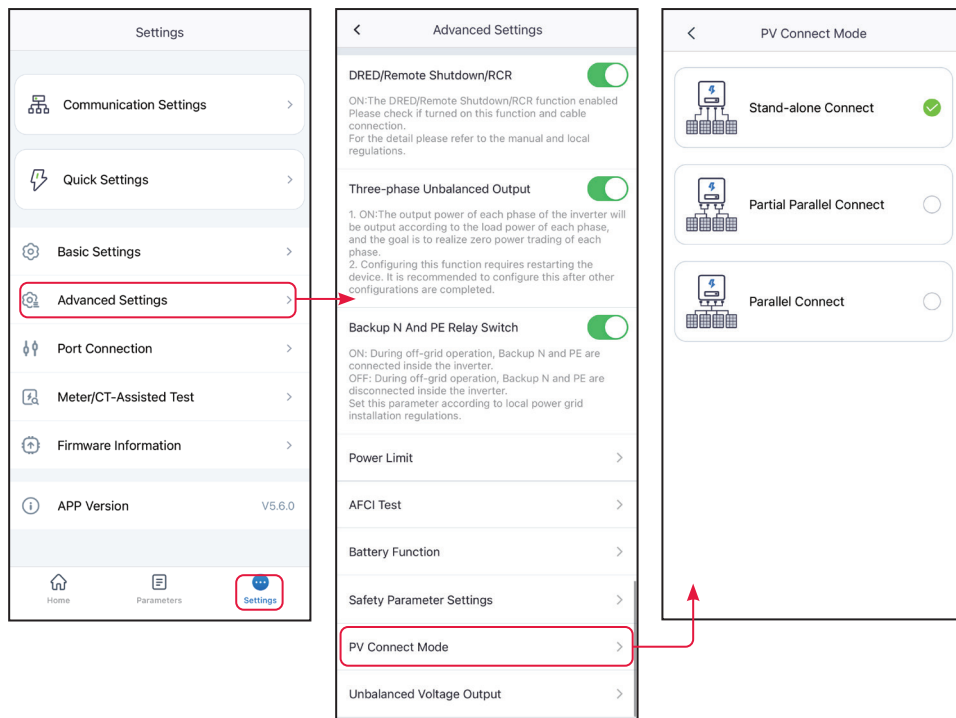 Settings
Communication Settings
Quick Settings
Basic Settings
Advanced Settings
Port Connection
Meter/CT-Assisted Test
Firmware Information
APP Version V5.6.0
Home Parameters Settings
Advanced Settings
DRED/Remote Shutdown/RCR
ON:The DRED/Remote Shutdown/RCR function enabled
Please check if turned on this function and cable
connection.
For the detail please refer to the manual and local
regulations.
Three-phase Unbalanced Output
1. ON:The output power of each phase of the inverter will
be output according to the load power of each phase,
and the goal is to realize zero power trading of each
phase.
2. Configuring this function requires restarting the
device. It is recommended to configure this after other
configurations are completed.
Backup N And PE Relay Switch
ON: During off-grid operation, Backup N and PE are
connected inside the inverter.
OFF: During off-grid operation, Backup N and PE are
disconnected inside the inverter.
Set this parameter according to local power grid
installation regulations.
Power Limit
AFCI Test
Battery Function
Safety Parameter Settings
PV Connect Mode
Unbalanced Voltage Output
PV Connect Mode
Stand-alone Connect
Partial Parallel Connect
Parallel Connect